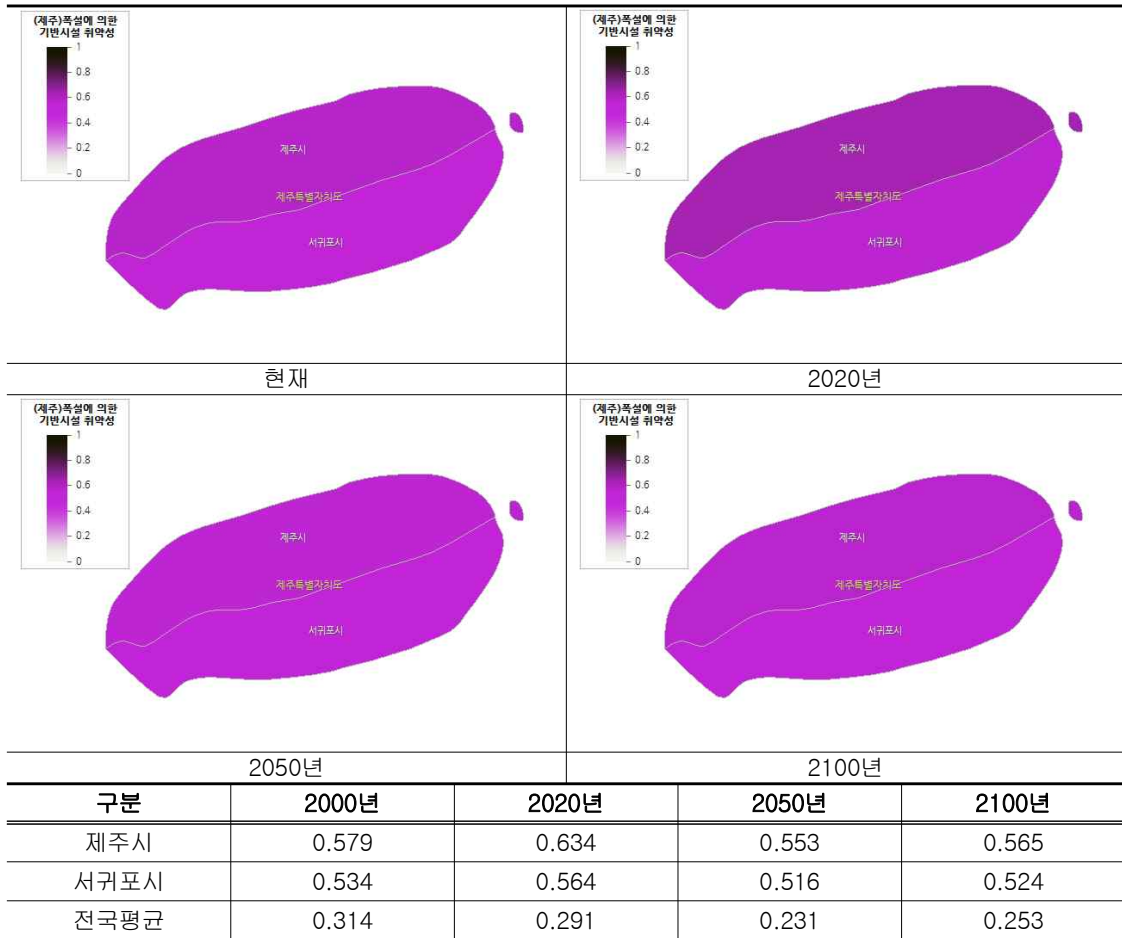 (제주)폭설에 의한
기반시설 취약성
1
0.8
0.6
0.4
0.2
0
제주시
제주특별자치도
서귀포시
(제주)폭설에 의한
기반시설 취약성
1
0.8
0.6
0.4
0.2
0
제주시
제주특별자치도
서귀포시
현재 2020년
(제주)폭설에 의한
기반시설 취약성
1
0.8
0.6
0.4
0.2
0
제주시
제주특별자치도
서귀포시
(제주)폭설에 의한
기반시설 취약성
1
0.8
0.6
0.4
0.2
0
제주시
제주특별자치도
서귀포시
2050년 2100년
구분 2000년 2020년 2050년 2100년
제주시 0.579 0.634 0.553 0.565
서귀포시 0.534 0.564 0.516 0.524
전국평균 0.314 0.291 0.231 0.253